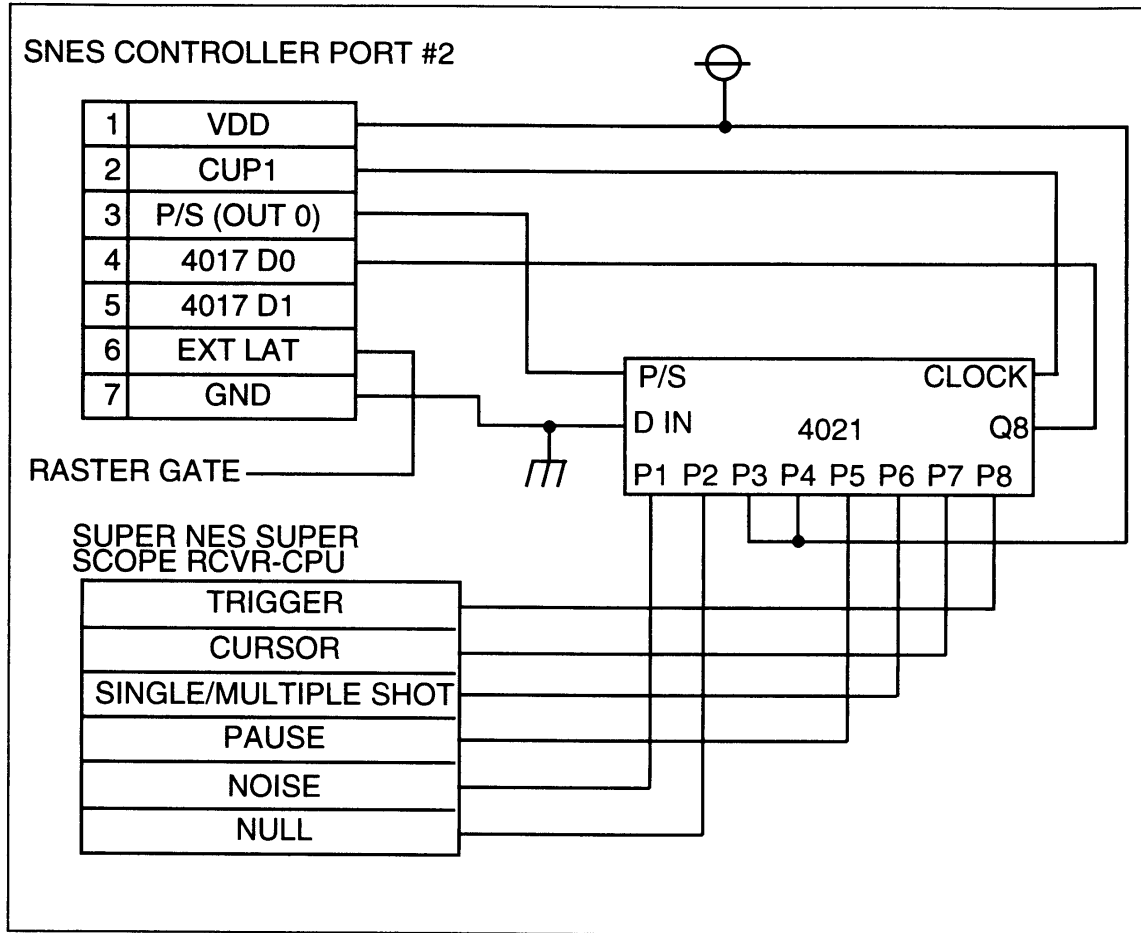 SNES CONTROLLER PORT #2
1 VDD
2 CUP1
3 P/S (OUT 0)
4 4017 D0
5 4017 D1
6 EXT LAT
7 GND
RASTER GATE
P/S CLOCK
D IN 4021 Q8
P1 P2 P3 P4 P5 P6 P7 P8
SUPER NES SUPER
SCOPE RCVR-CPU
TRIGGER
CURSOR
SINGLE/MULTIPLE SHOT
PAUSE
NOISE
NULL